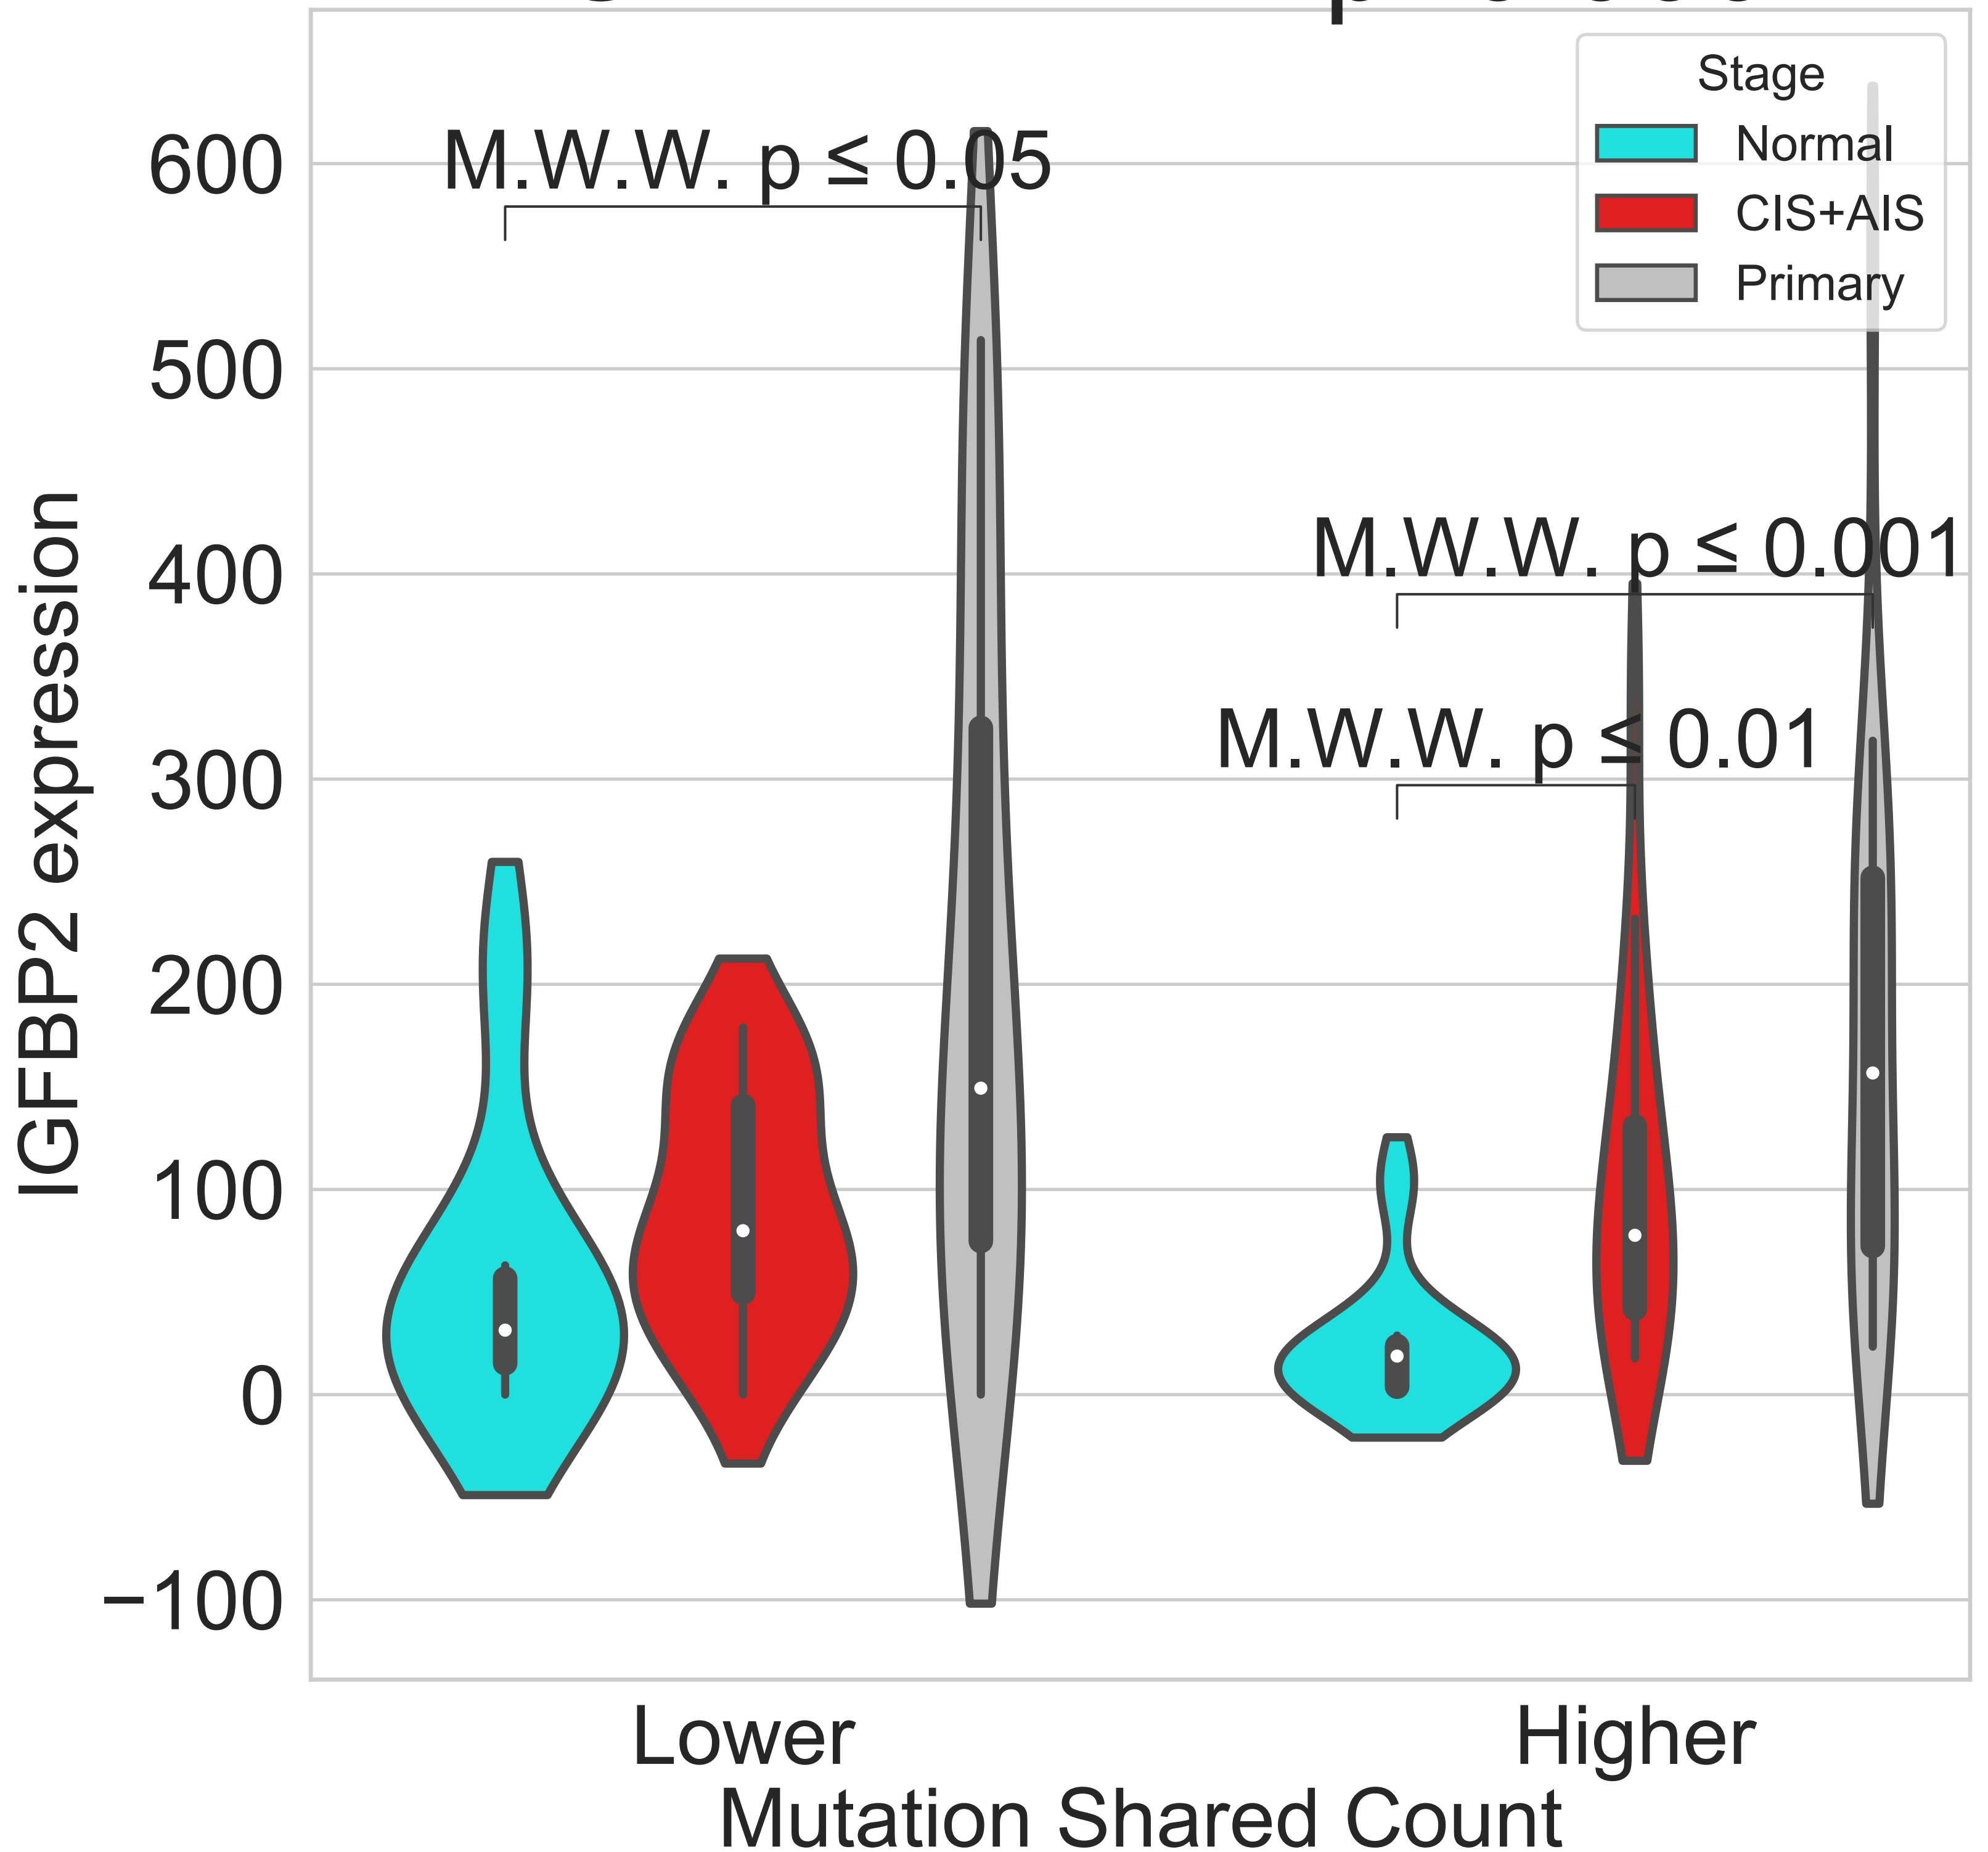 Stage
Normal
CIS+AIS
Primary
M.W.W. p ≤ 0.05
M.W.W. p ≤ 0.001
M.W.W. p ≤ 0.01
IGFBP2 expression
600
500
400
300
200
100
0
−100
Lower
Higher
Mutation Shared Count